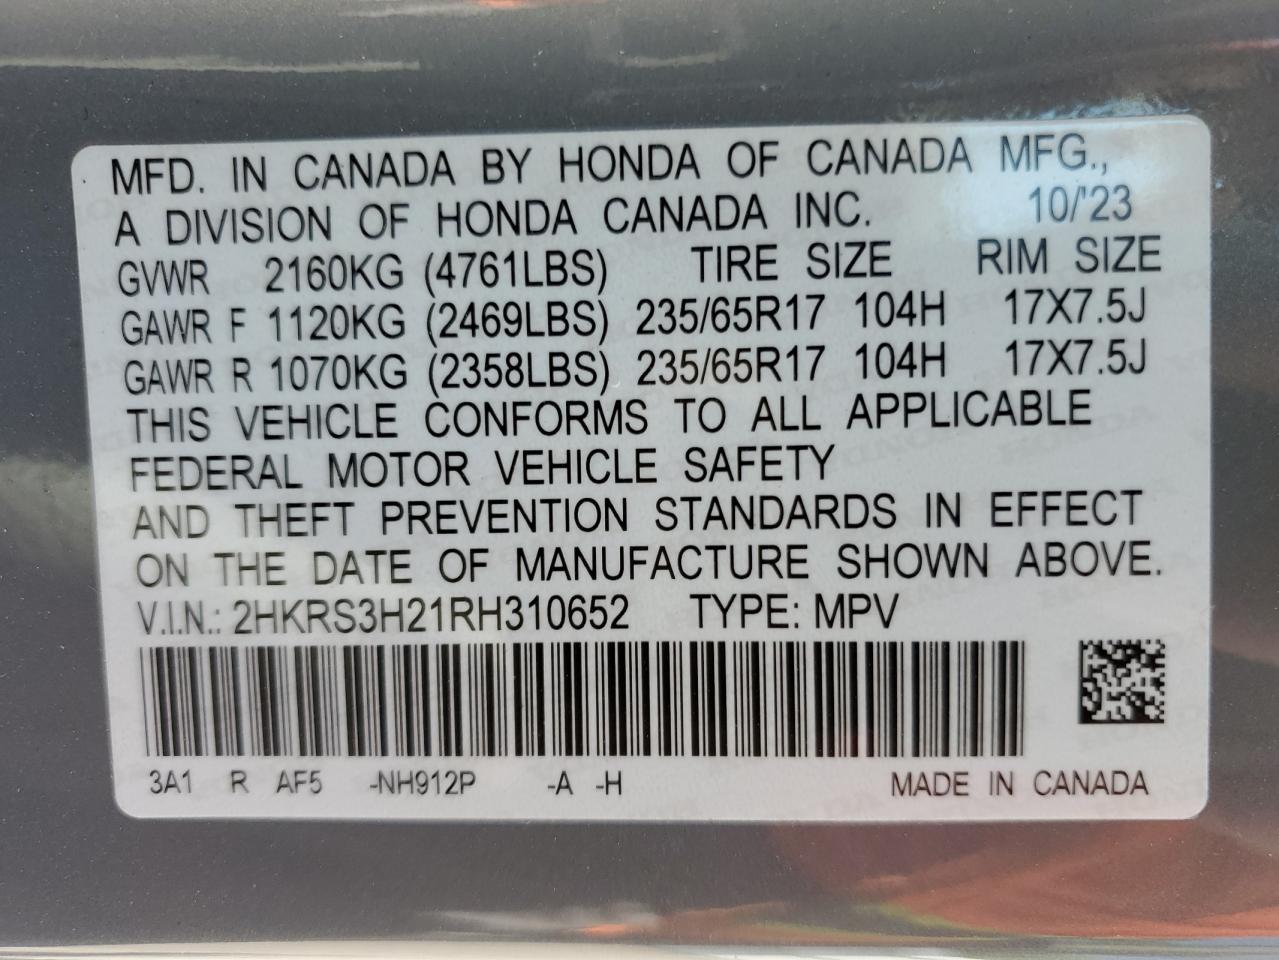 MFD. IN CANADA BY HONDA OF CANADA MFG.,
A DIVISION OF HONDA CANADA INC. 10/'23
GVWR 2160KG (4761LBS) TIRE SIZE RIM SIZE
GAWR F 1120KG (2469LBS) 235/65R17 104H 17X7.5J
GAWR R 1070KG (2358LBS) 235/65R17 104H 17X7.5J
THIS VEHICLE CONFORMS TO ALL APPLICABLE
FEDERAL MOTOR VEHICLE SAFETY
AND THEFT PREVENTION STANDARDS IN EFFECT
ON THE DATE OF MANUFACTURE SHOWN ABOVE.
V.I.N.: 2HKRS3H21RH310652 TYPE: MPV
3A1 R AF5 -NH912P -A -H MADE IN CANADA